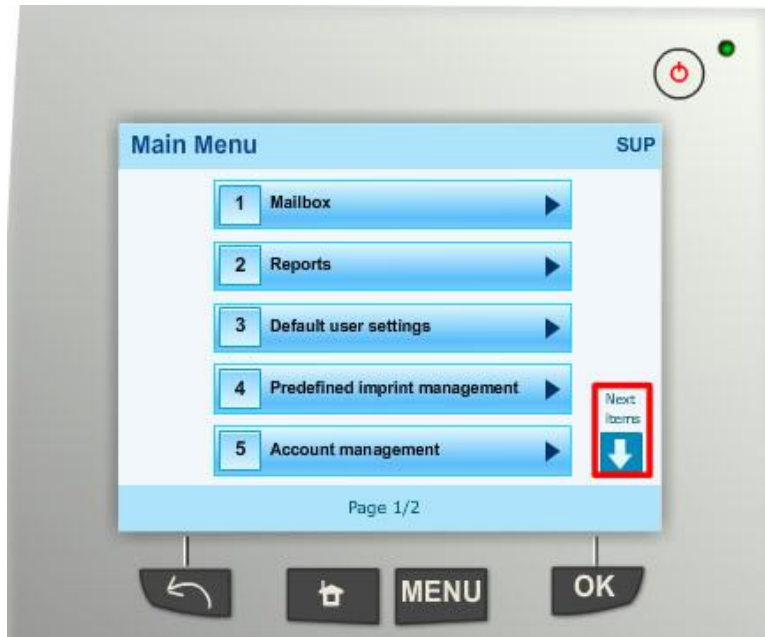 Main Menu SUP
1 Mailbox
2 Reports
3 Default user settings
4 Predefined imprint management
5 Account management
Next
Items
Page 1/2
MENU
OK